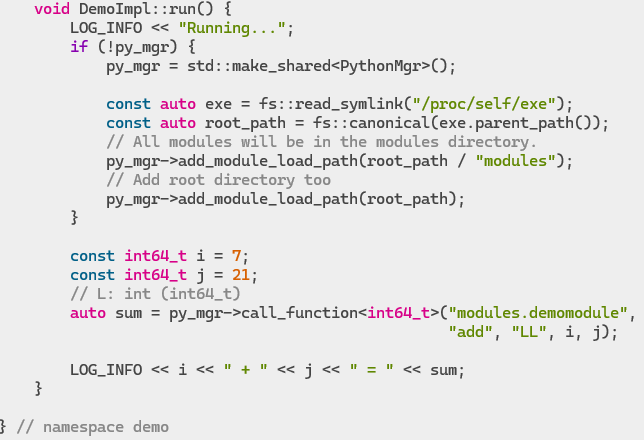 void DemoImpl::run() {
LOG_INFO << "Running...";
if (!py_mgr) {
py_mgr = std::make_shared<PythonMgr>();
const auto exe = fs::read_symlink("/proc/self/exe");
const auto root_path = fs::canonical(exe.parent_path());
// All modules will be in the modules directory.
py_mgr->add_module_load_path(root_path / "modules");
// Add root directory too
py_mgr->add_module_load_path(root_path);
}
const int64_t i = 7;
const int64_t j = 21;
// L: int (int64_t)
auto sum = py_mgr->call_function<int64_t>("modules.demomodule",
"add", "LL", i, j);
LOG_INFO << i << " + " << j << " = " << sum;
}
} // namespace demo